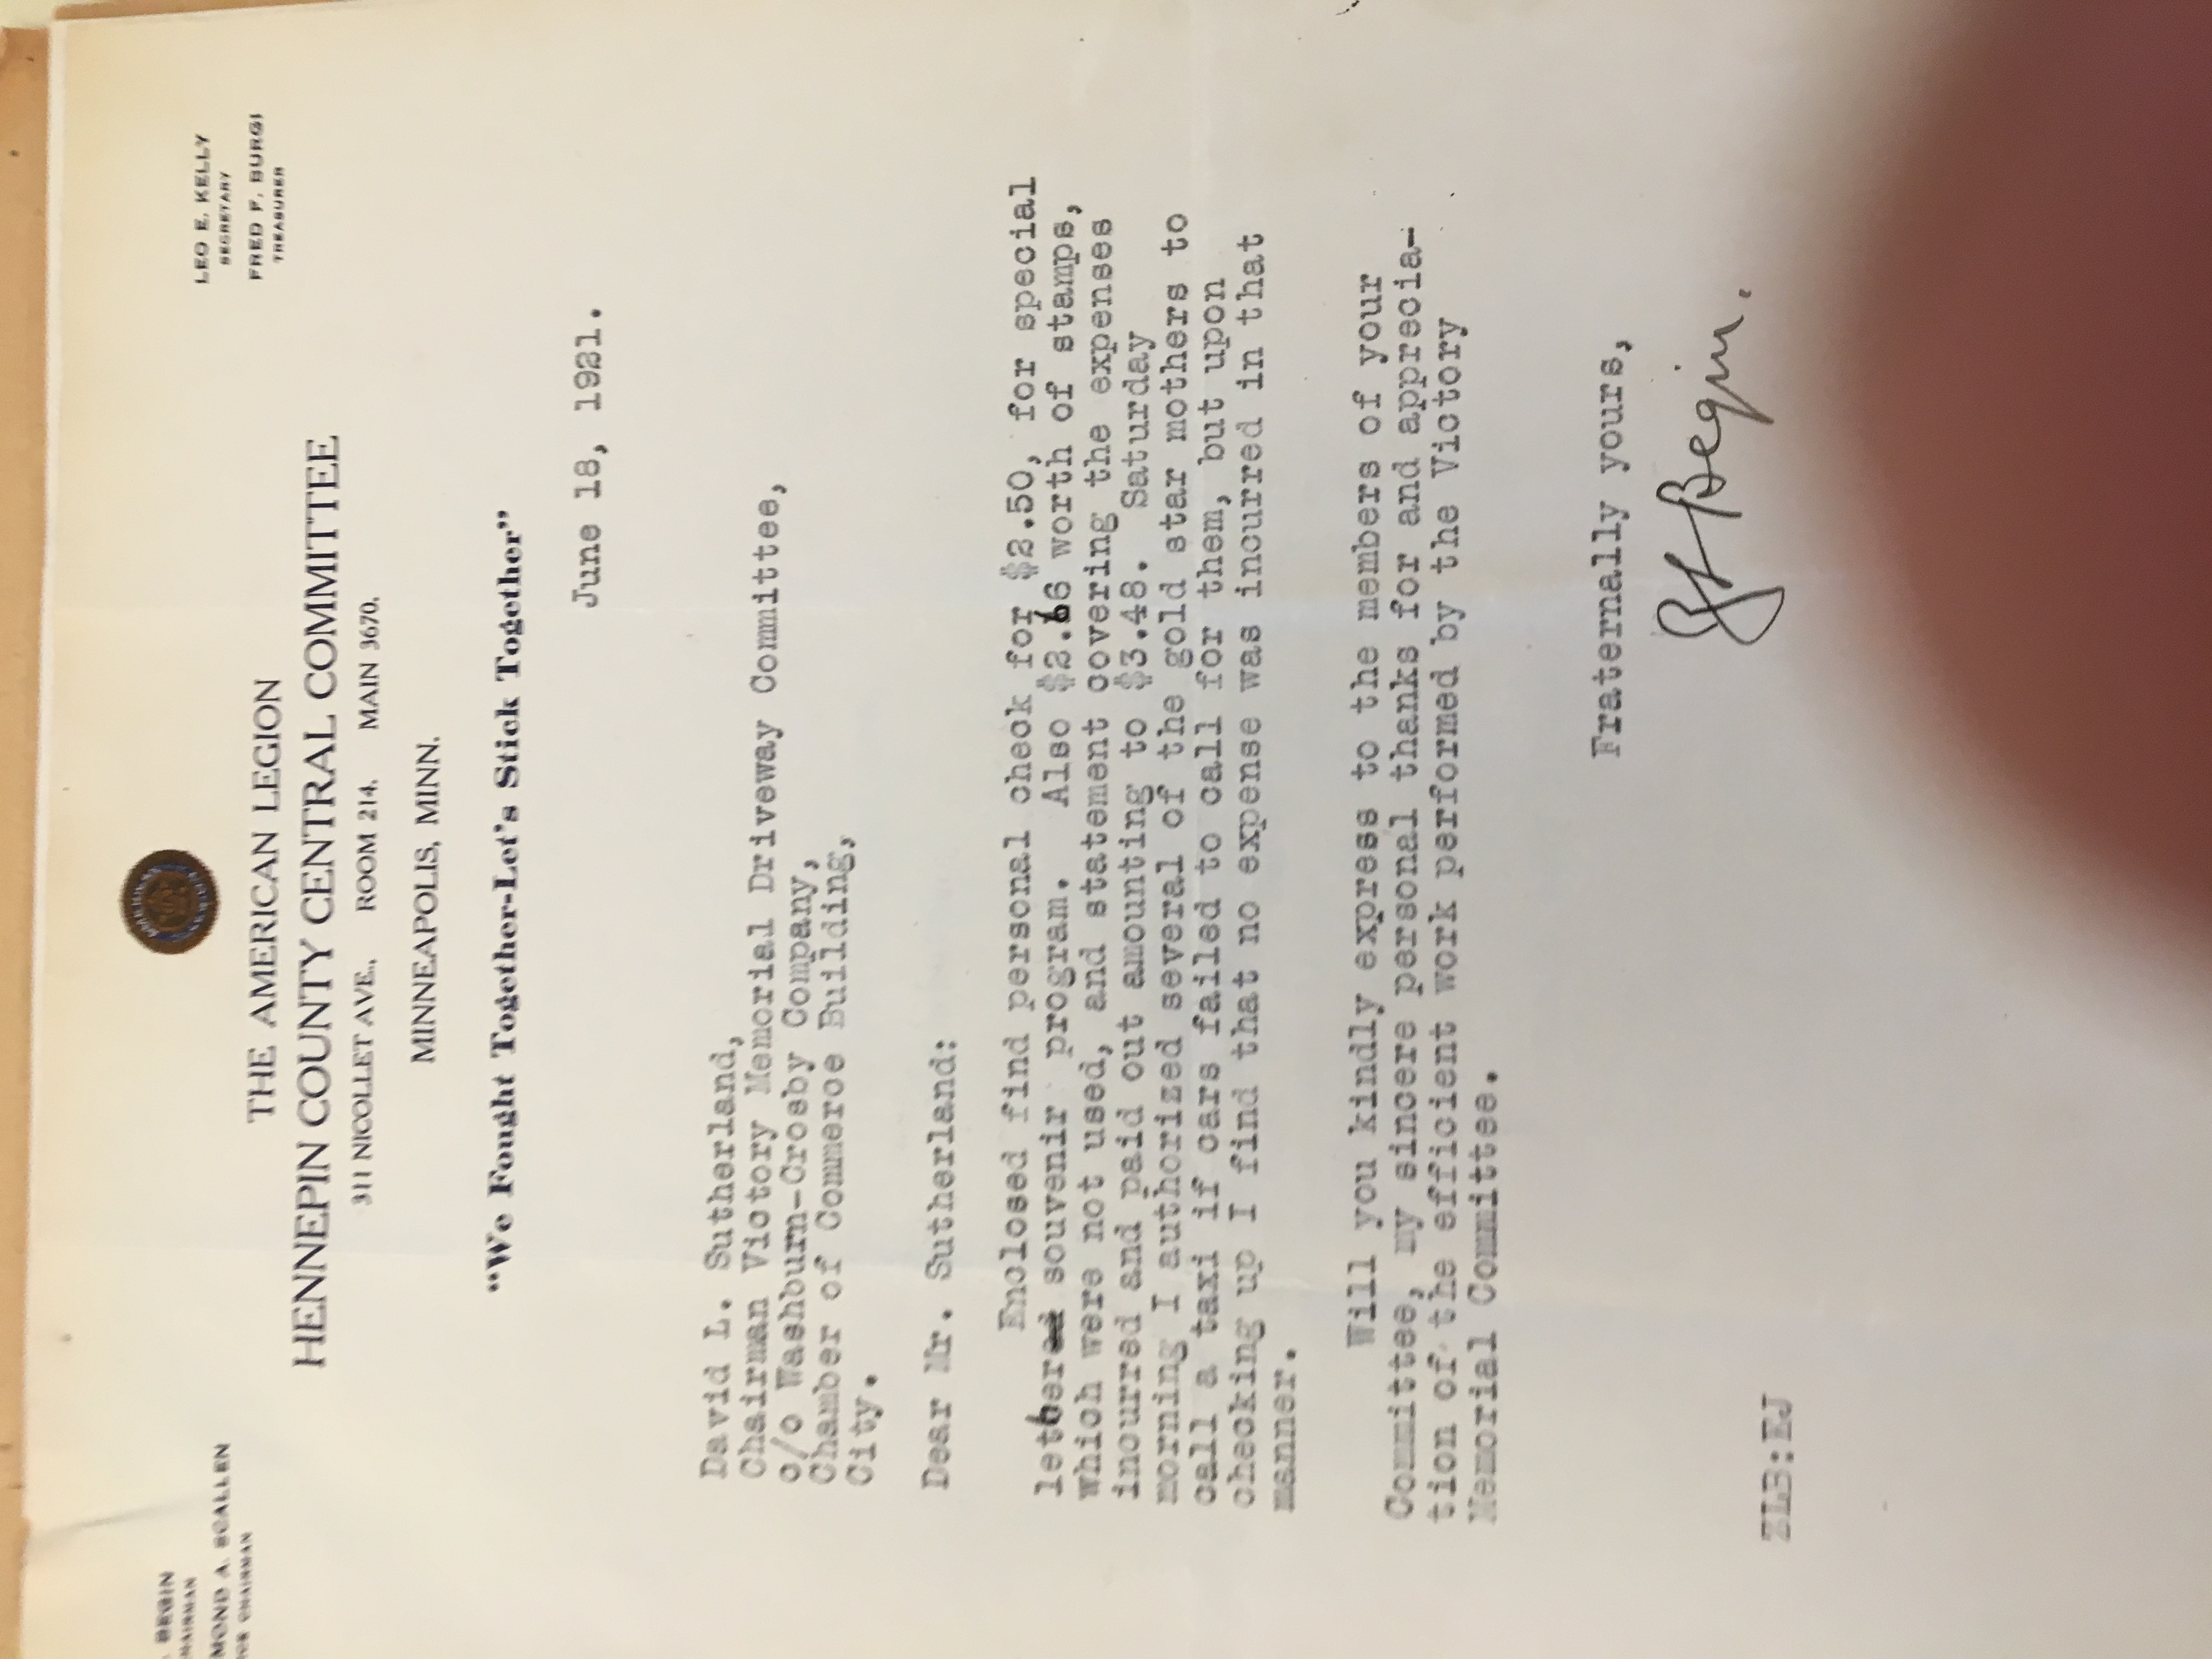 . BEGIN
HAIRMAN
MOND A. SCALLEN
ICE CHAIRMAN
LEO E. KELLY
SECRETARY
FRED F. BURGI
TREASURER
THE AMERICAN LEGION
HENNEPIN COUNTY CENTRAL COMMITTEE
311 NICOLLET AVE., ROOM 214. MAIN 3670.
MINNEAPOLIS, MINN.
"We Fought Together-Let's Stick Together"
June 18, 1921.
David L. Sutherland,
Chairman Victory Memorial Driveway Committee,
c/o Washburn-Crosby Company,
Chamber of Commerce Building,
City.
Dear Mr. Sutherland:
Enclosed find personal check for $2.50, for special
letter souvenir program. Also $2.66 worth of stamps,
which were not used, and statement covering the expenses
incurred and paid out amounting to $3.48. Saturday
morning I authorized several of the gold star mothers to
call a taxi if cars failed to call for them, but upon
checking up I find that no expense was incurred in that
manner.
Will you kindly express to the members of your
Committee, my sincere personal thanks for and apprecia-
tion of the efficient work performed by the Victory
Memorial Committee.
Fraternally yours,
ZL Begin.
ZLB:EJ